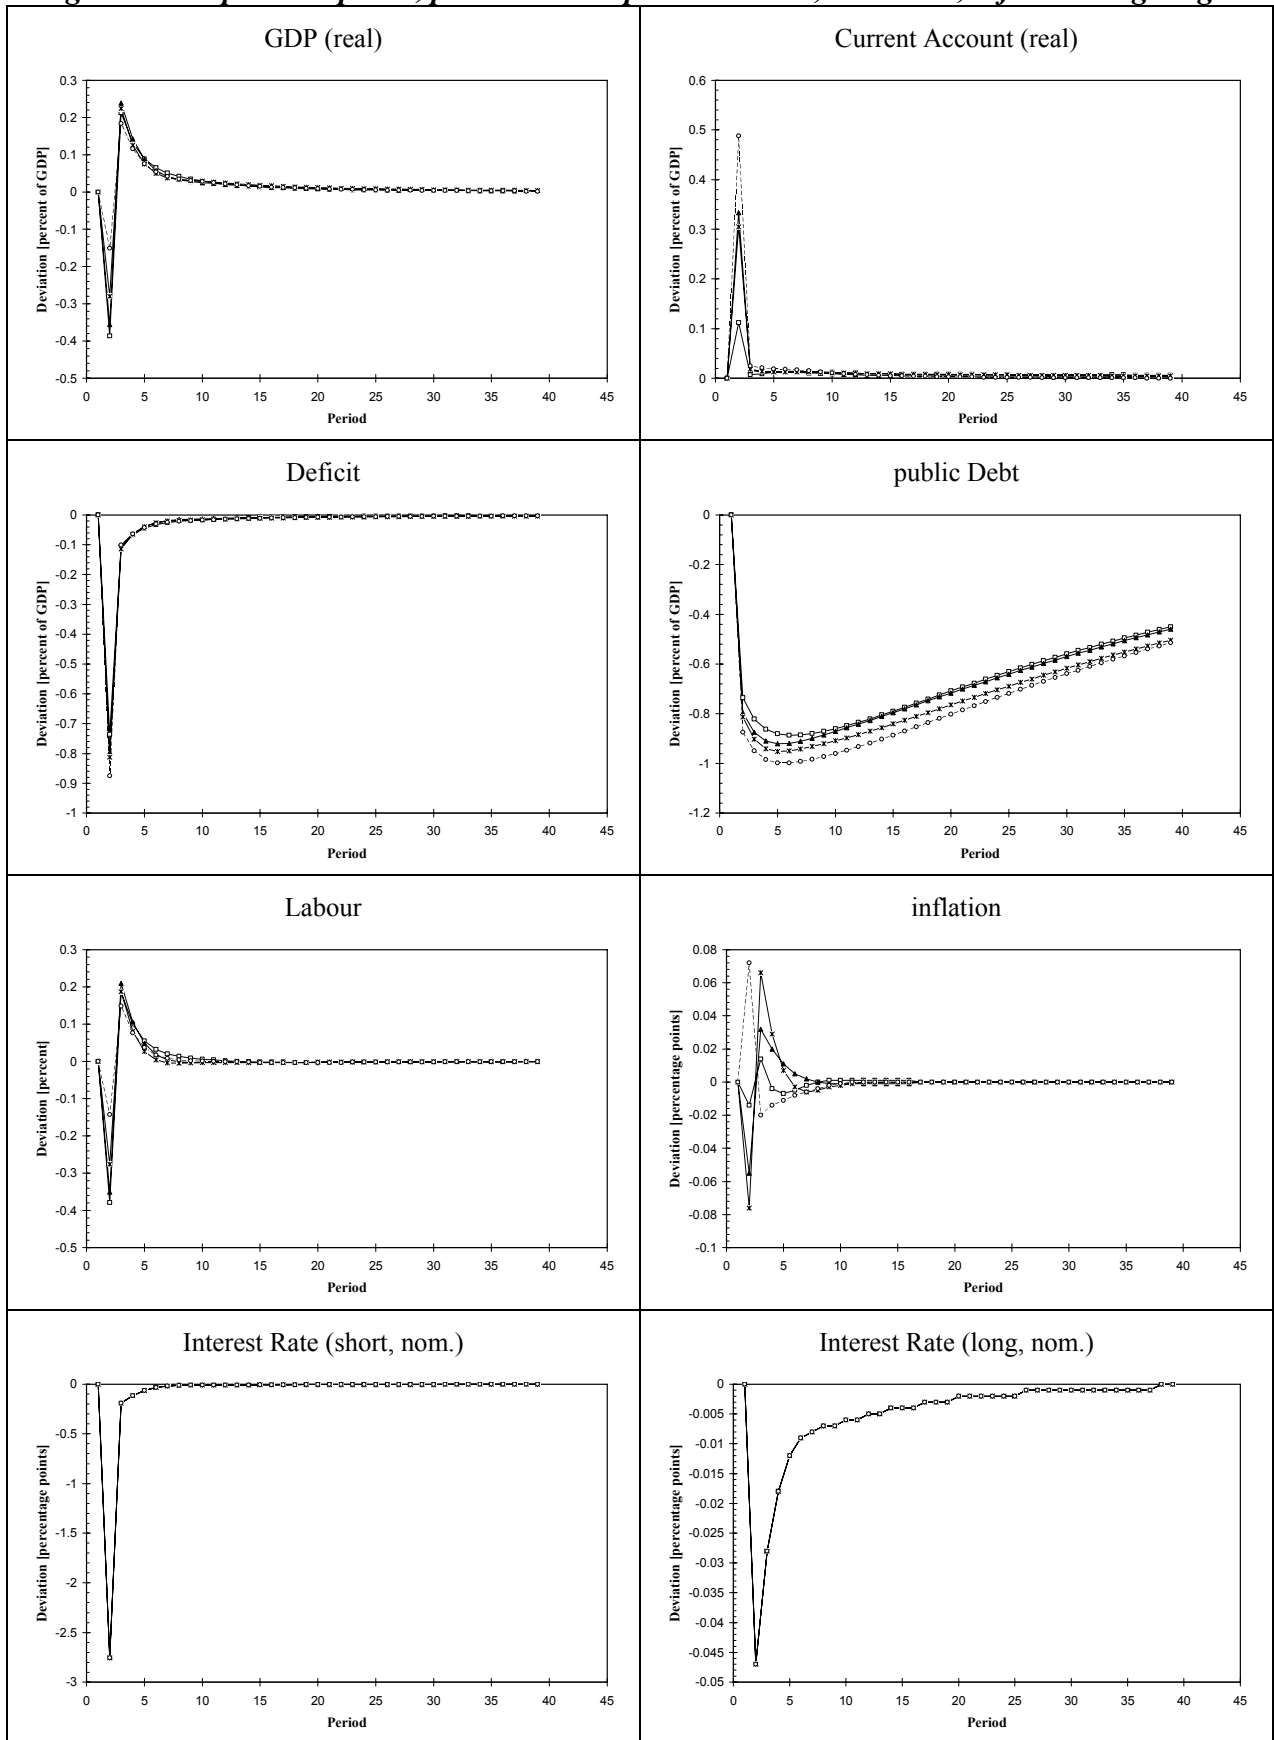 GDP (real)
0.3
0.2
0.1
0
-0.1
-0.2
-0.3
-0.4
-0.5
Deviation [percent of GDP]
0 5 10 15 20 25 30 35 40 45
Period
Current Account (real)
0.6
0.5
0.4
0.3
0.2
0.1
0
Deviation [percent of GDP]
0 5 10 15 20 25 30 35 40 45
Period
Deficit
0
-0.1
-0.2
-0.3
-0.4
-0.5
-0.6
-0.7
-0.8
-0.9
-1
Deviation [percent of GDP]
0 5 10 15 20 25 30 35 40 45
Period
public Debt
0
-0.2
-0.4
-0.6
-0.8
-1
-1.2
Deviation [percent of GDP]
0 5 10 15 20 25 30 35 40 45
Period
Labour
0.3
0.2
0.1
0
-0.1
-0.2
-0.3
-0.4
-0.5
Deviation [percent]
0 5 10 15 20 25 30 35 40 45
Period
inflation
0.08
0.06
0.04
0.02
0
-0.02
-0.04
-0.06
-0.08
-0.1
Deviation [percentage points]
0 5 10 15 20 25 30 35 40 45
Period
Interest Rate (short, nom.)
0
-0.5
-1
-1.5
-2
-2.5
-3
Deviation [percentage points]
0 5 10 15 20 25 30 35 40 45
Period
Interest Rate (long, nom.)
0
-0.005
-0.01
-0.015
-0.02
-0.025
-0.03
-0.035
-0.04
-0.045
-0.05
Deviation [percentage points]
0 5 10 15 20 25 30 35 40 45
Period